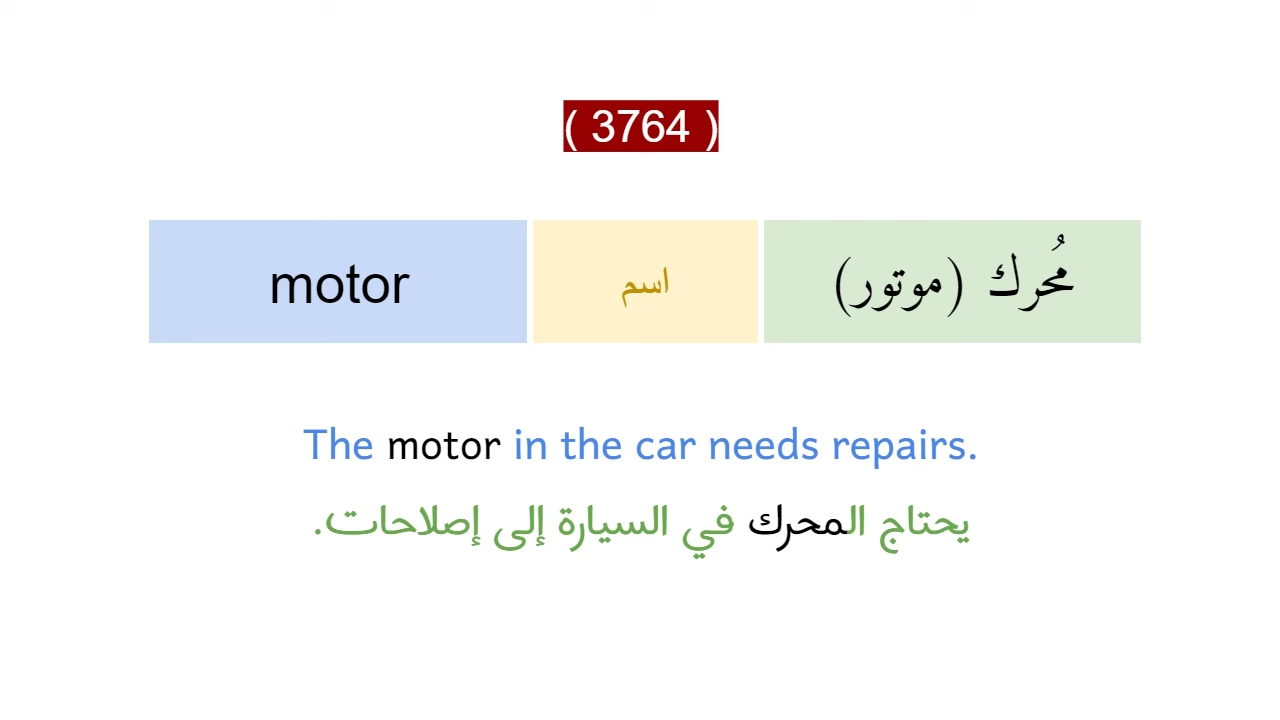 ( 3764 )
motor
اسم
مُحرك (موتور)
The motor in the car needs repairs.
يحتاج المحرك في السيارة إلى إصلاحات.